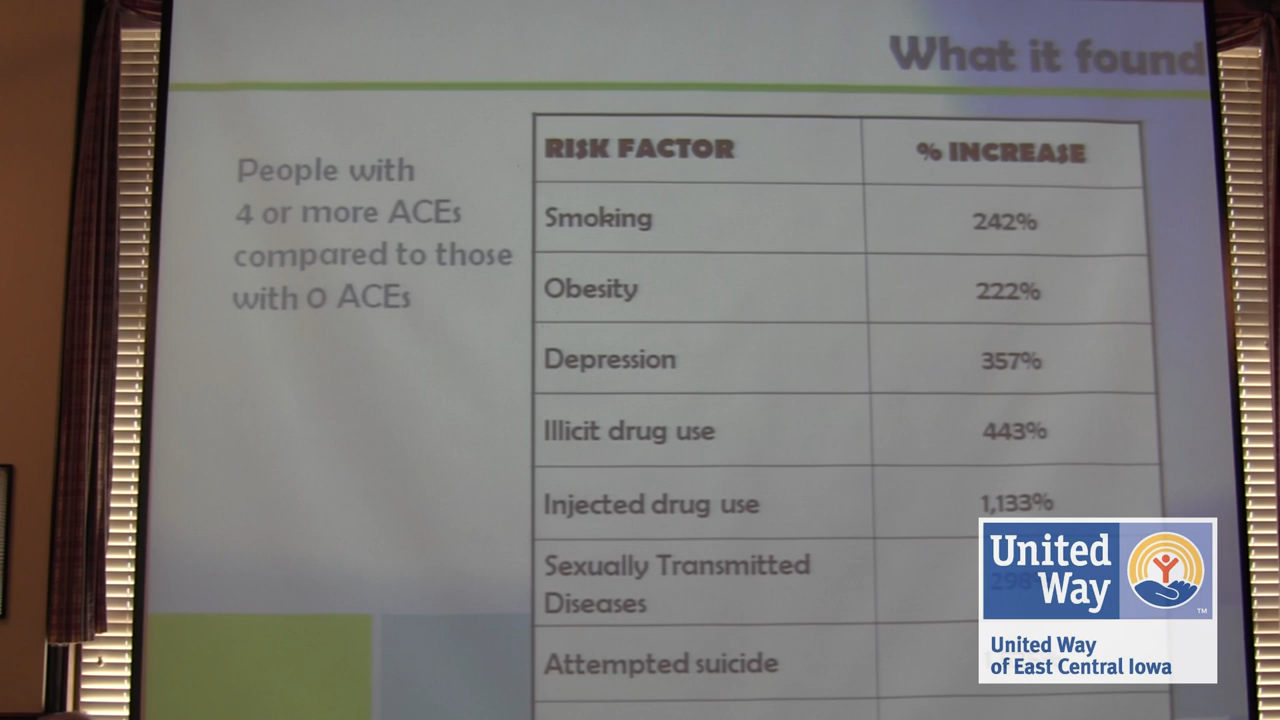 What it found
People with
4 or more ACEs
compared to those
with 0 ACEs
RISK FACTOR % INCREASE
Smoking 242%
Obesity 222%
Depression 357%
Illicit drug use 443%
Injected drug use 1,133%
Sexually Transmitted
Diseases
Attempted suicide
United
Way
TM
United Way
of East Central Iowa